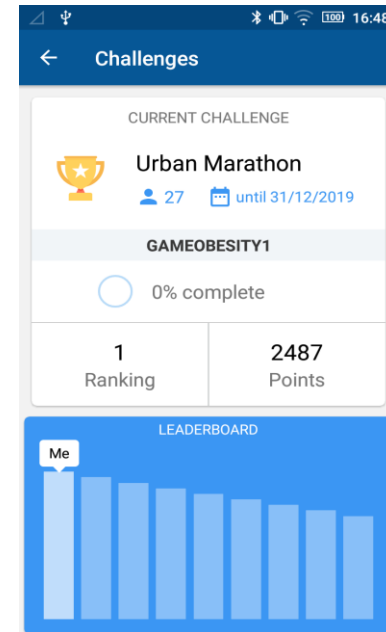 100 16:48
Challenges
CURRENT CHALLENGE
Urban Marathon
27 until 31/12/2019
GAMEOBESITY1
0% complete
1 2487
Ranking Points
LEADERBOARD
Me